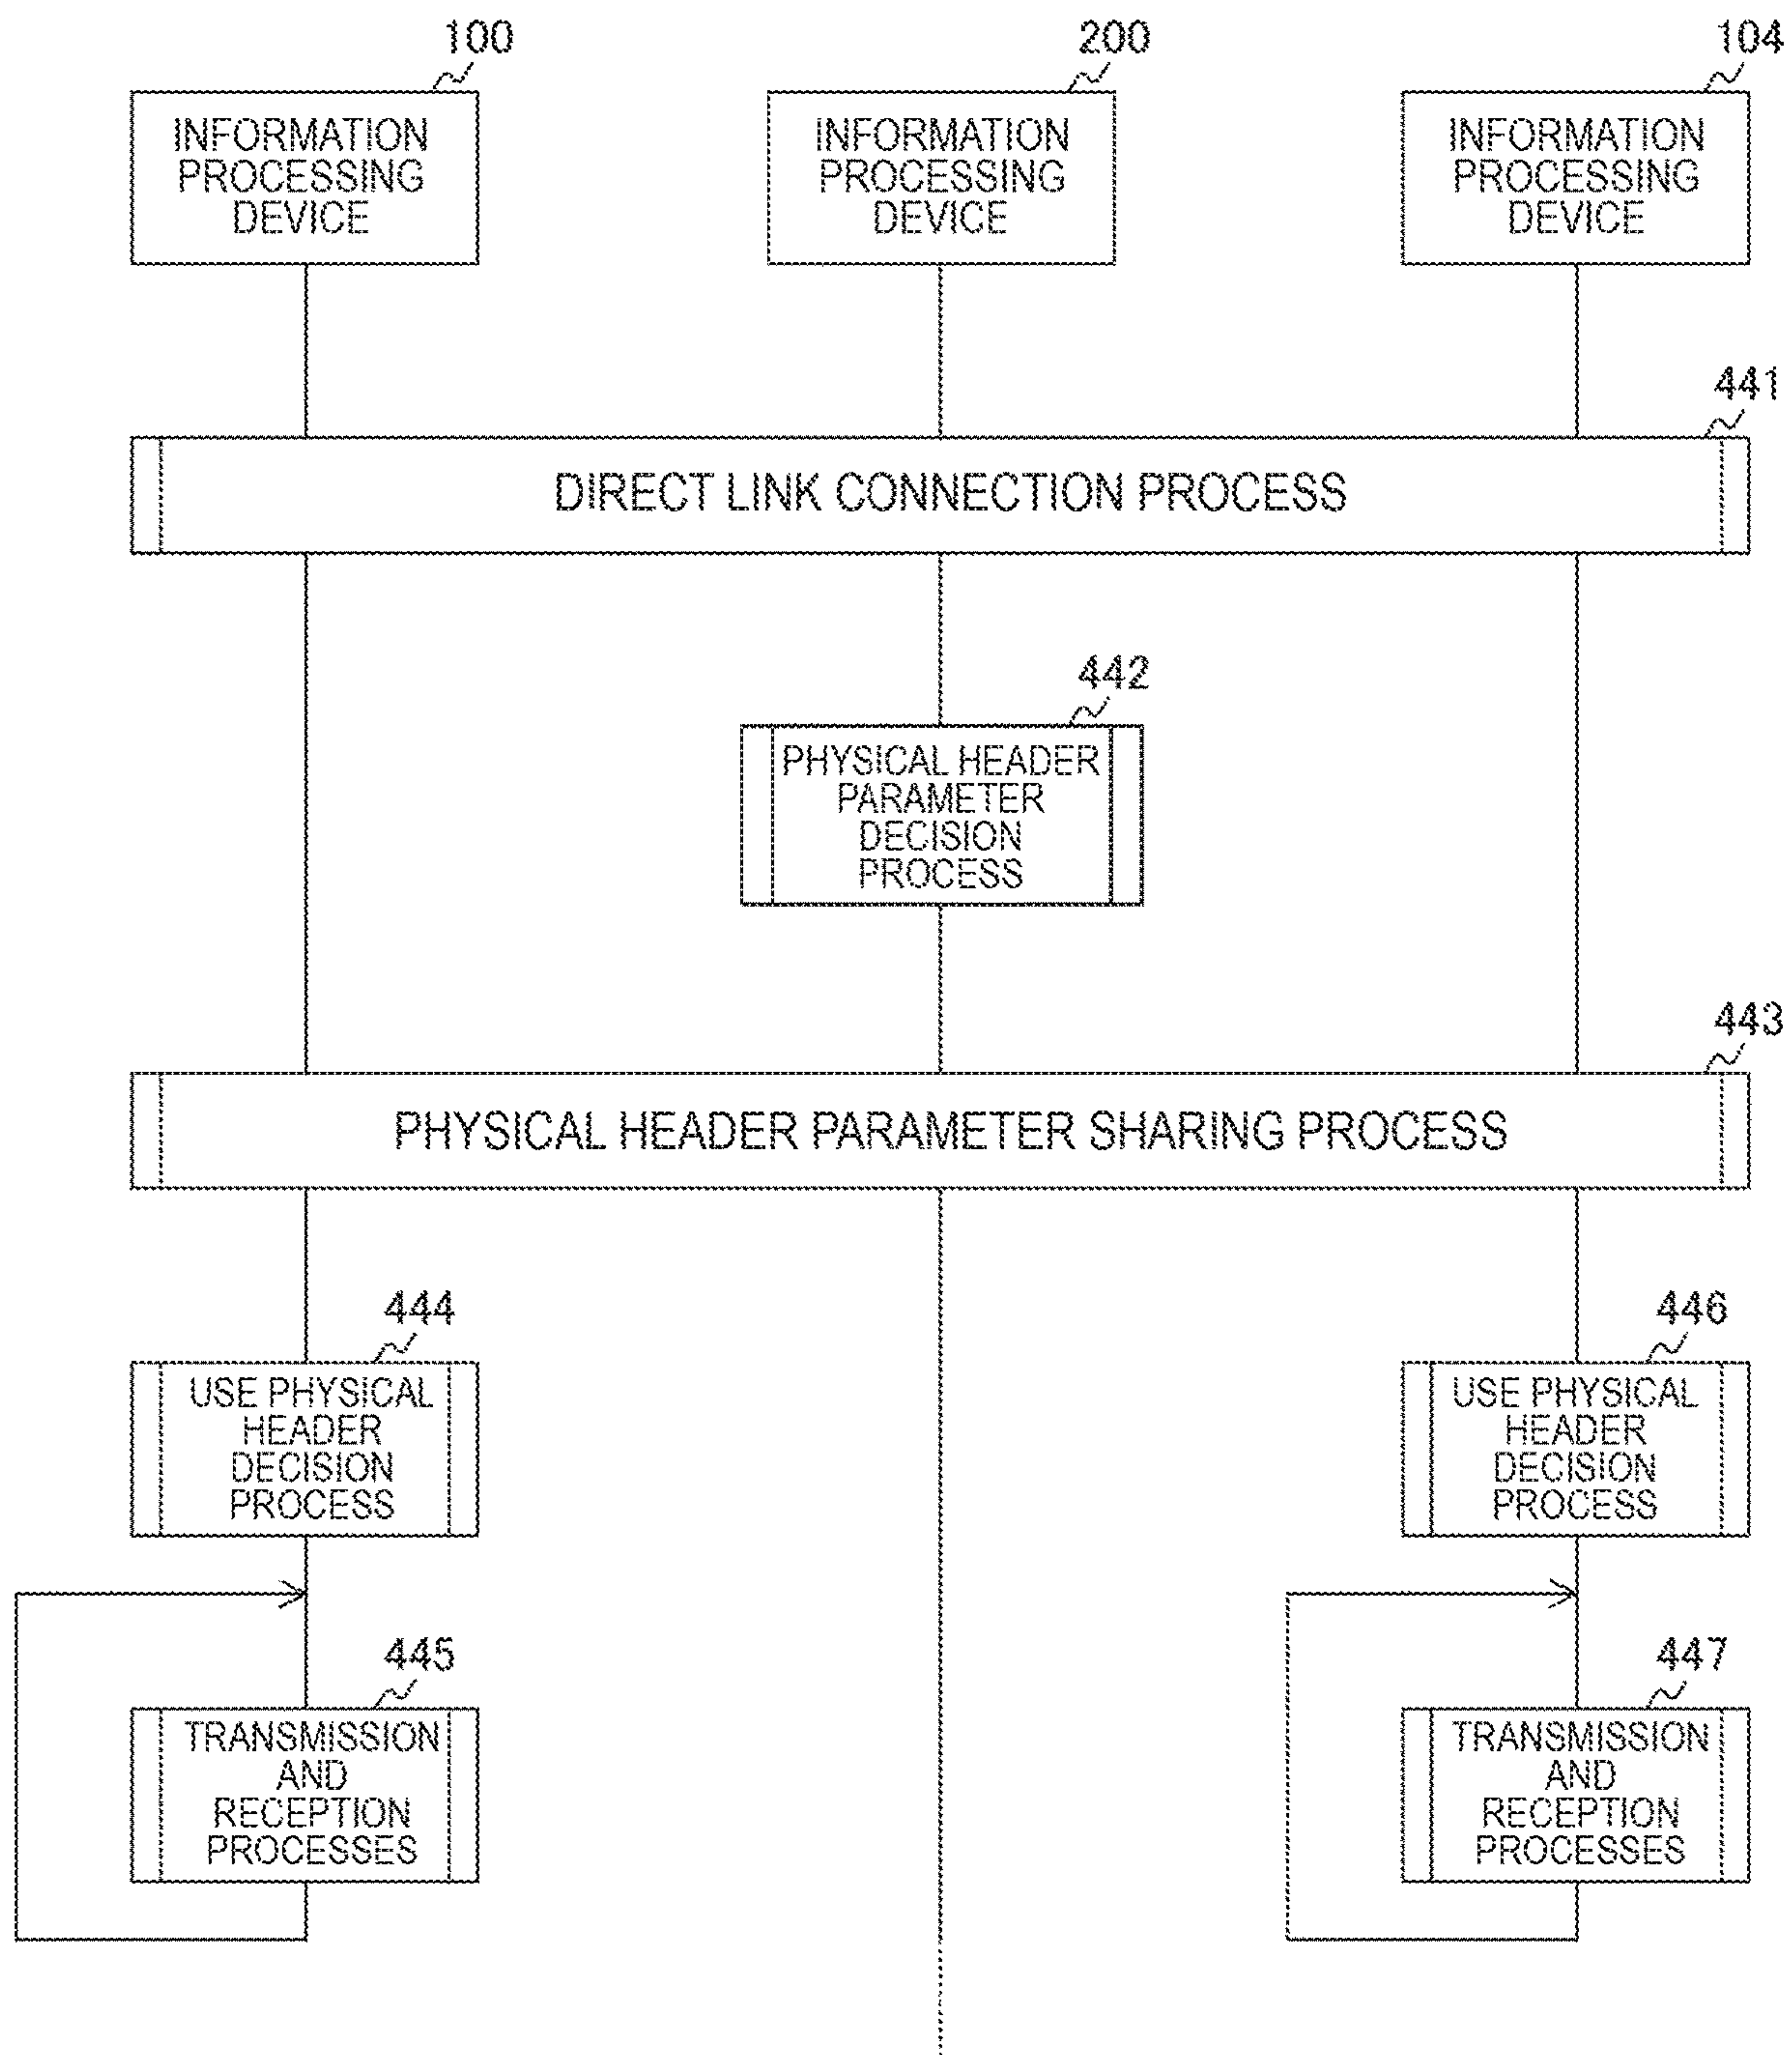 100
200
104
INFORMATION
PROCESSING
DEVICE
INFORMATION
PROCESSING
DEVICE
INFORMATION
PROCESSING
DEVICE
441
DIRECT LINK CONNECTION PROCESS
442
PHYSICAL HEADER
PARAMETER
DECISION
PROCESS
443
PHYSICAL HEADER PARAMETER SHARING PROCESS
444
USE PHYSICAL
HEADER
DECISION
PROCESS
446
USE PHYSICAL
HEADER
DECISION
PROCESS
445
TRANSMISSION
AND
RECEPTION
PROCESSES
447
TRANSMISSION
AND
RECEPTION
PROCESSES